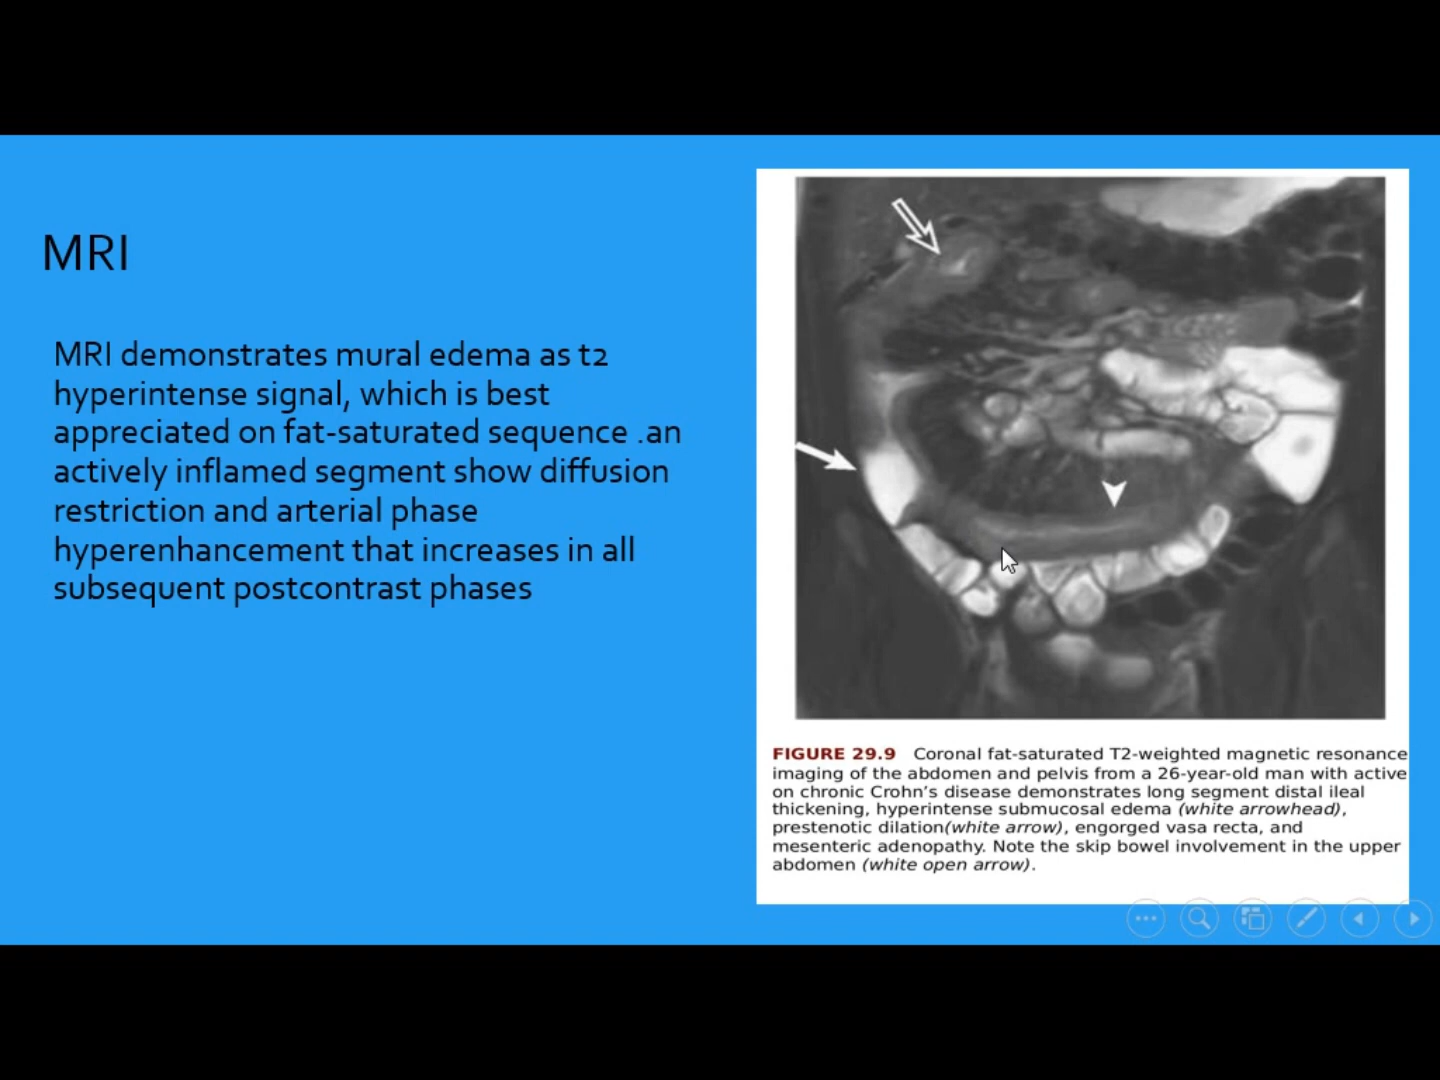 MRI
MRI demonstrates mural edema as t2
hyperintense signal, which is best
appreciated on fat-saturated sequence .an
actively inflamed segment show diffusion
restriction and arterial phase
hyperenhancement that increases in all
subsequent postcontrast phases
FIGURE 29.9 Coronal fat-saturated T2-weighted magnetic resonance
imaging of the abdomen and pelvis from a 26-year-old man with active
on chronic Crohn’s disease demonstrates long segment distal ileal
thickening, hyperintense submucosal edema (white arrowhead),
prestenotic dilation(white arrow), engorged vasa recta, and
mesenteric adenopathy. Note the skip bowel involvement in the upper
abdomen (white open arrow).